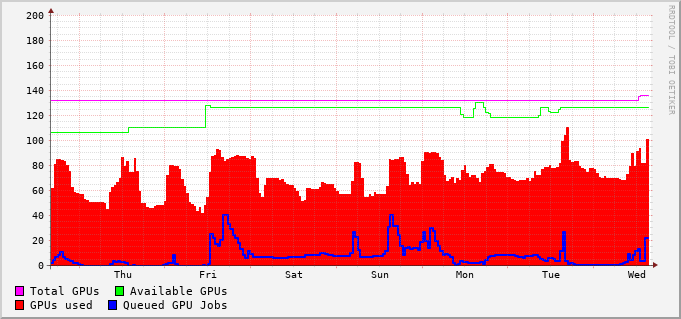 200
180
160
140
120
100
80
60
40
20
0
Thu Fri Sat Sun Mon Tue Wed
Total GPUs Available GPUs
GPUs used Queued GPU Jobs
RRDTOOL / TOBI OETIKER